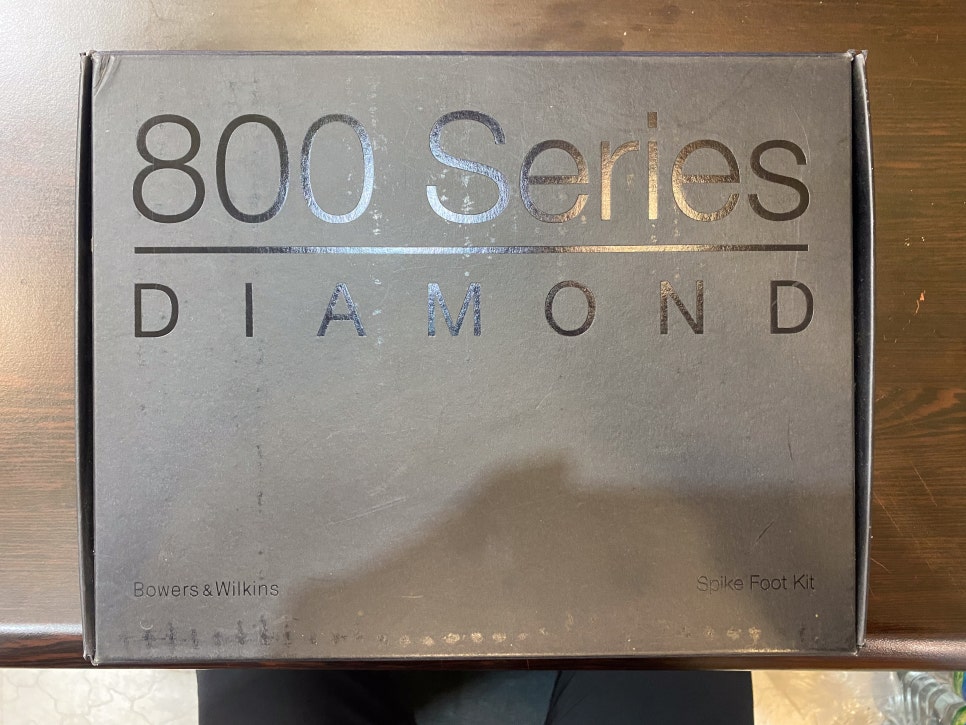 800 Series
DIAMOND
Bowers & Wilkins
Spike Foot Kit